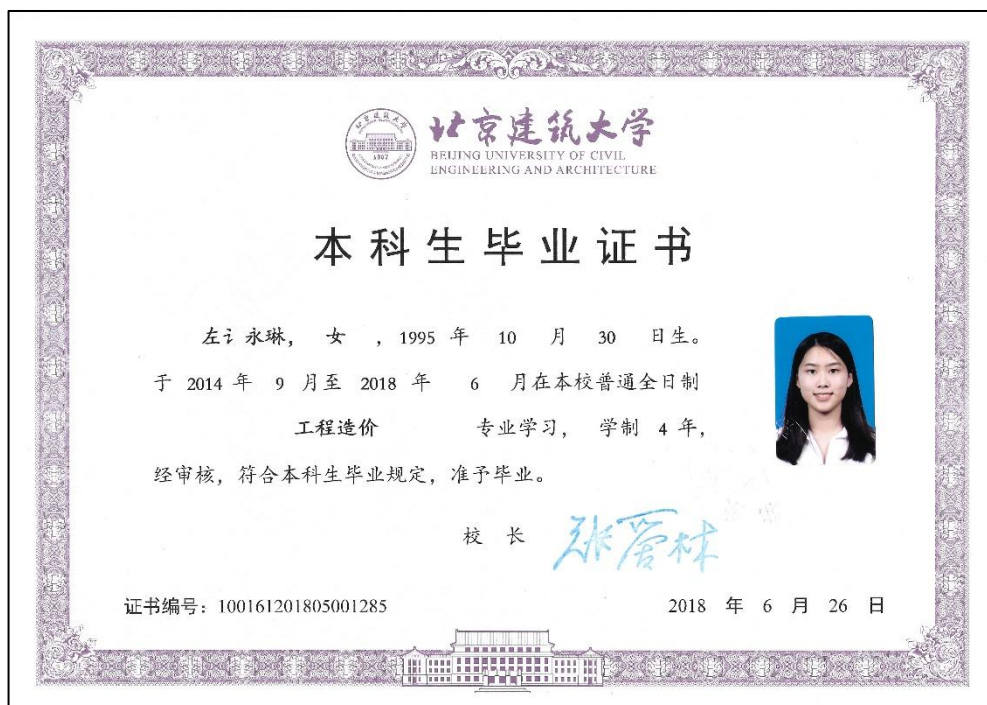 北京建筑大学
BEIJING UNIVERSITY OF CIVIL
ENGINEERING AND ARCHITECTURE
1907
本科生毕业证书
左讠永琳， 女 ，1995 年 10 月 30 日生。
于 2014 年 9 月至 2018 年 6 月在本校普通全日制
工程造价 专业学习， 学制 4 年，
经审核，符合本科生毕业规定，准予毕业。
校 长
证书编号：100161201805001285
2018 年 6 月 26 日